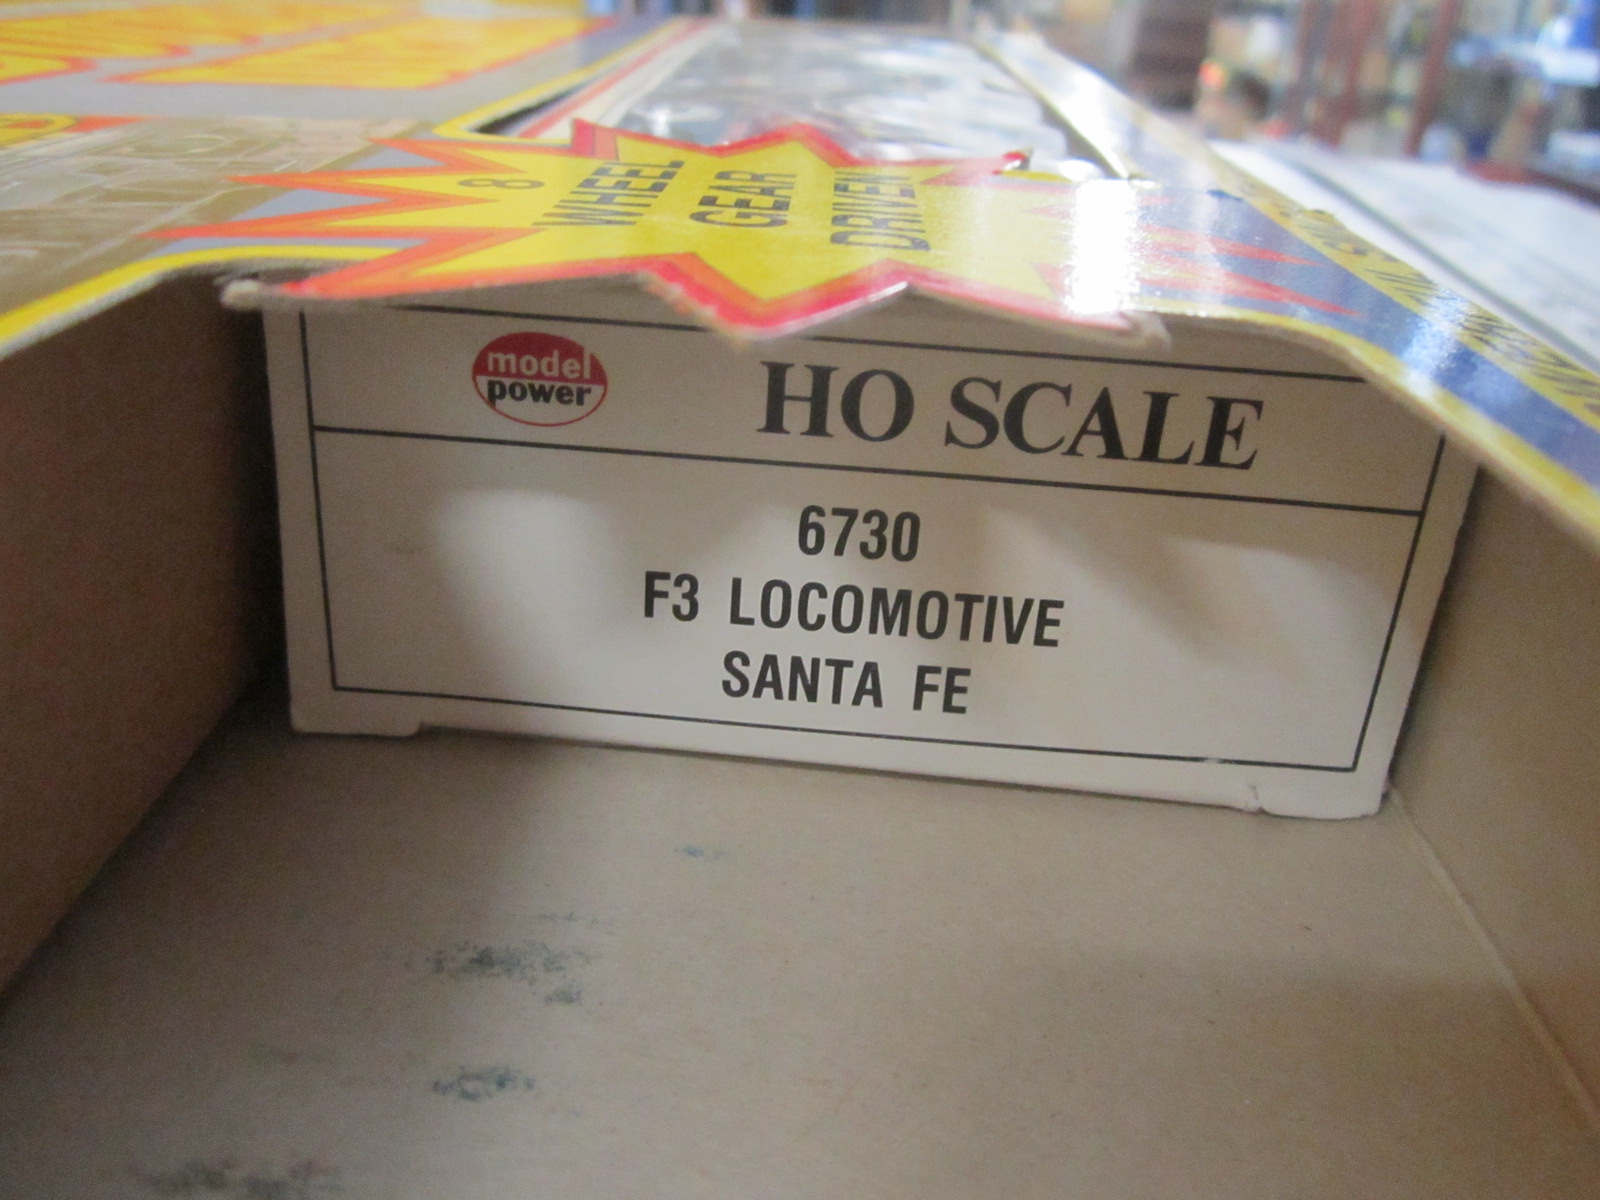 8
WHEEL
GEAR
DRIVEN
model
power
HO SCALE
6730
F3 LOCOMOTIVE
SANTA FE